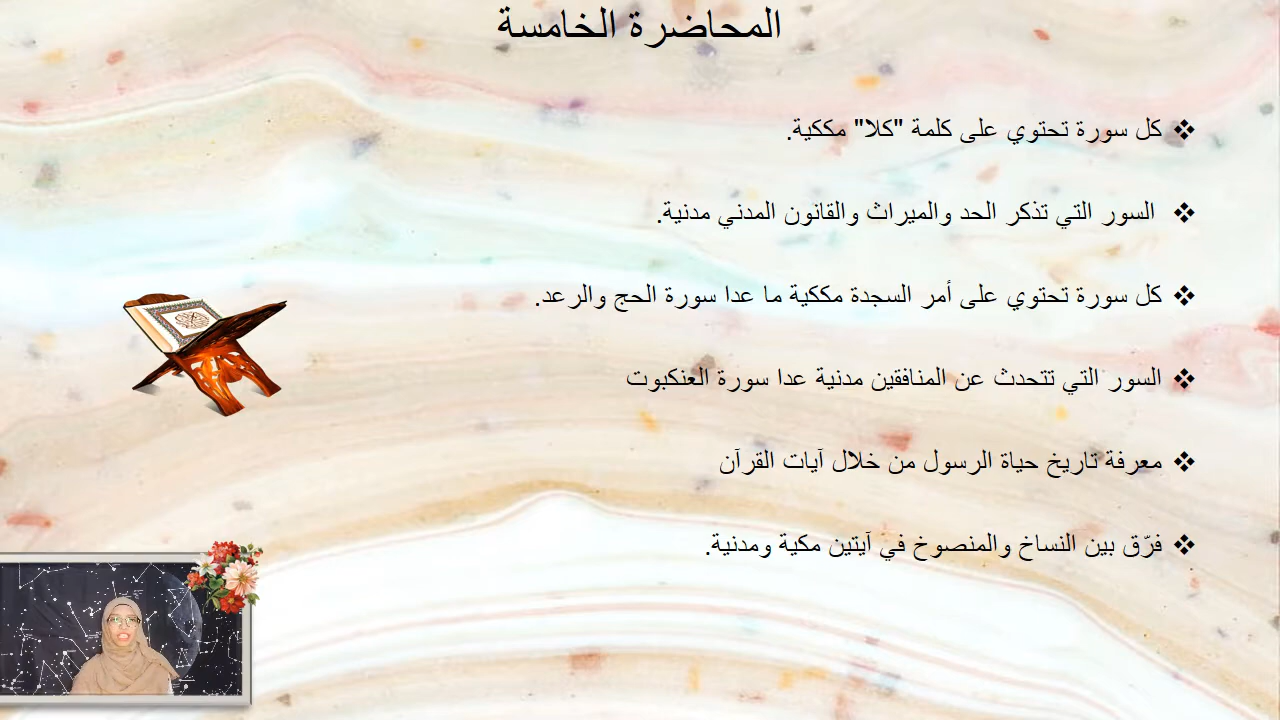 المحاضرة الخامسة
❖ كل سورة تحتوي على كلمة "كلا" مككية.
❖ السور التي تذكر الحد والميراث والقانون المدني مدنية.
❖ كل سورة تحتوي على أمر السجدة مككية ما عدا سورة الحج والرعد.
❖ السور التي تتحدث عن المنافقين مدنية عدا سورة العنكبوت
❖ معرفة تاريخ حياة الرسول من خلال آيات القرآن
❖ فرّق بين النساخ والمنصوخ في آيتين مكية ومدنية.